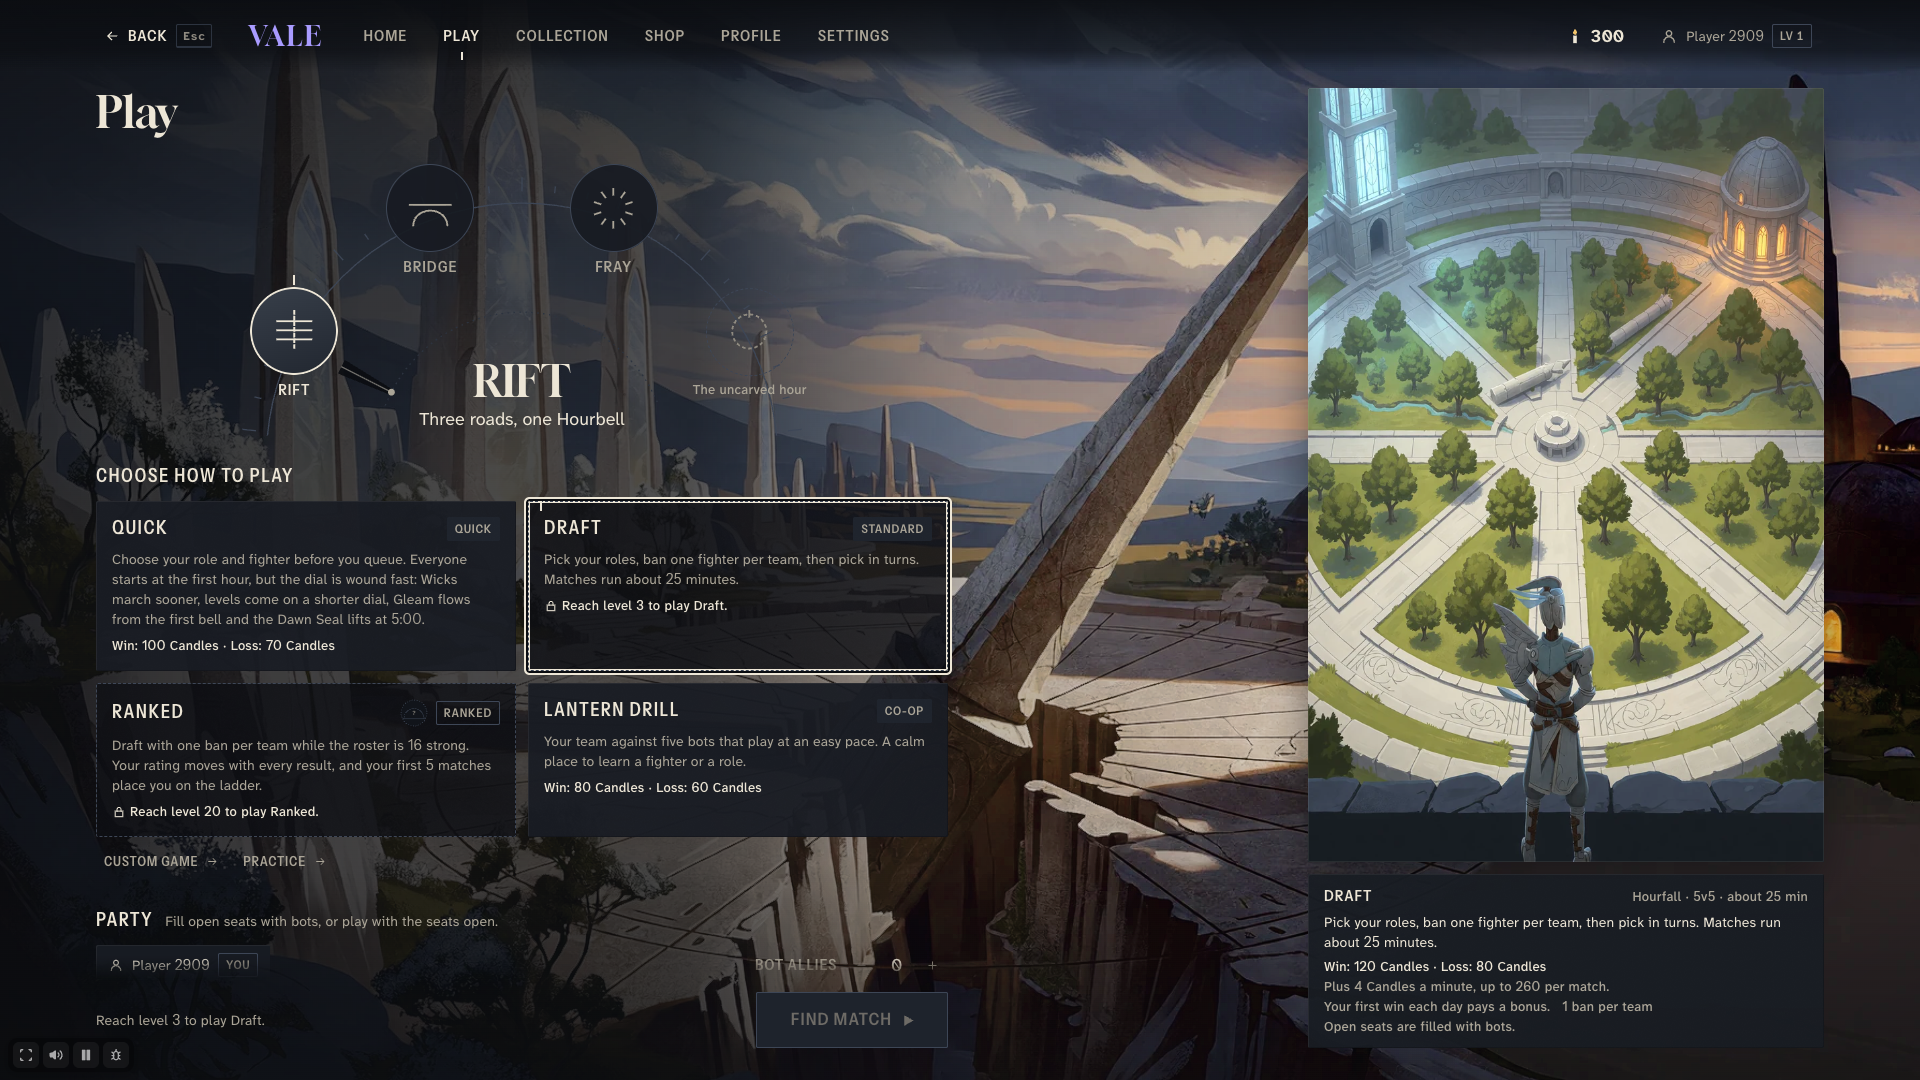 BACK Esc VALE HOME PLAY COLLECTION SHOP PROFILE SETTINGS 300 Player 2909 LV 1
Play
BRIDGE FRAY
RIFT
RIFT
Three roads, one Hourbell
The uncarved hour
CHOOSE HOW TO PLAY
QUICK QUICK
Choose your role and fighter before you queue. Everyone
starts at the first hour, but the dial is wound fast: Wicks
march sooner, levels come on a shorter dial, Gleam flows
from the first bell and the Dawn Seal lifts at 5:00.
Win: 100 Candles · Loss: 70 Candles
DRAFT STANDARD
Pick your roles, ban one fighter per team, then pick in turns.
Matches run about 25 minutes.
Reach level 3 to play Draft.
RANKED ? RANKED
Draft with one ban per team while the roster is 16 strong.
Your rating moves with every result, and your first 5 matches
place you on the ladder.
Reach level 20 to play Ranked.
LANTERN DRILL CO-OP
Your team against five bots that play at an easy pace. A calm
place to learn a fighter or a role.
Win: 80 Candles · Loss: 60 Candles
CUSTOM GAME → PRACTICE →
PARTY Fill open seats with bots, or play with the seats open.
Player 2909 YOU
BOT ALLIES 0 +
Reach level 3 to play Draft.
FIND MATCH
DRAFT Hourfall · 5v5 · about 25 min
Pick your roles, ban one fighter per team, then pick in turns. Matches run
about 25 minutes.
Win: 120 Candles · Loss: 80 Candles
Plus 4 Candles a minute, up to 260 per match.
Your first win each day pays a bonus. 1 ban per team
Open seats are filled with bots.